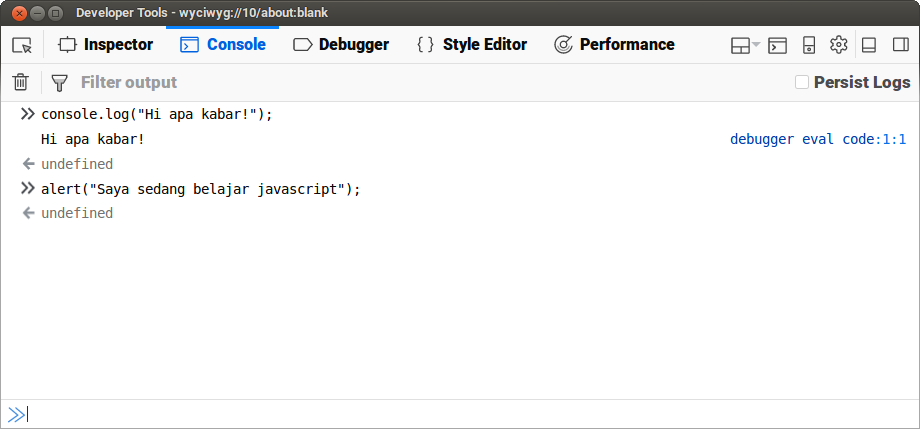 Developer Tools - wyciwyg://10/about:blank
Inspector Console Debugger { } Style Editor Performance
Filter output Persist Logs
console.log("Hi apa kabar!");
Hi apa kabar! debugger eval code:1:1
undefined
alert("Saya sedang belajar javascript");
undefined